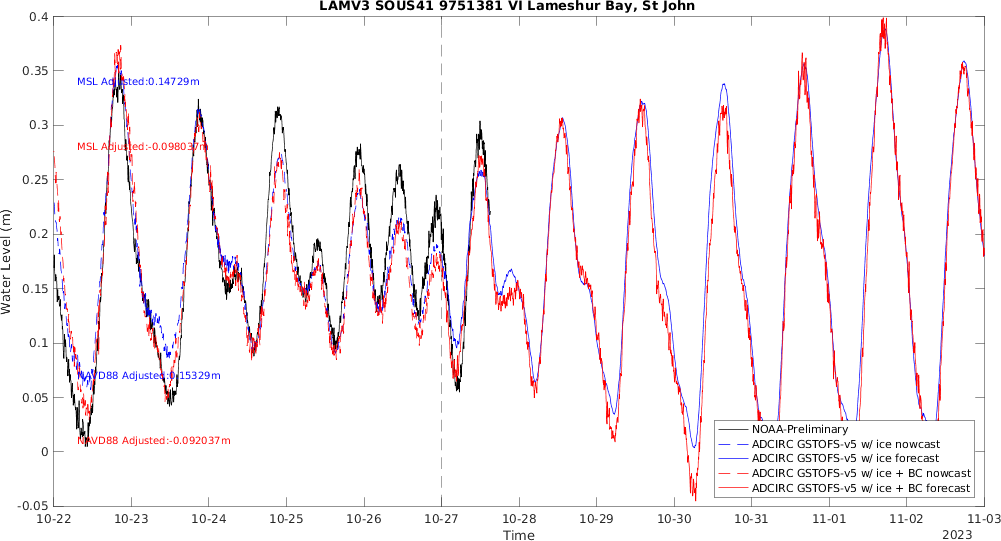 LAMV3 SOUS41 9751381 VI Lameshur Bay, St John
0.4
0.35
0.3
0.25
0.2
0.15
0.1
0.05
0
-0.05
Water Level (m)
MSL Adjusted:0.14729m
MSL Adjusted:-0.098037m
NAVD88 Adjusted:0.15329m
NAVD88 Adjusted:-0.092037m
NOAA-Preliminary
ADCIRC GSTOFS-v5 w/ ice nowcast
ADCIRC GSTOFS-v5 w/ ice forecast
ADCIRC GSTOFS-v5 w/ ice + BC nowcast
ADCIRC GSTOFS-v5 w/ ice + BC forecast
10-22 10-23 10-24 10-25 10-26 10-27 10-28 10-29 10-30 10-31 11-01 11-02 11-03
Time
2023